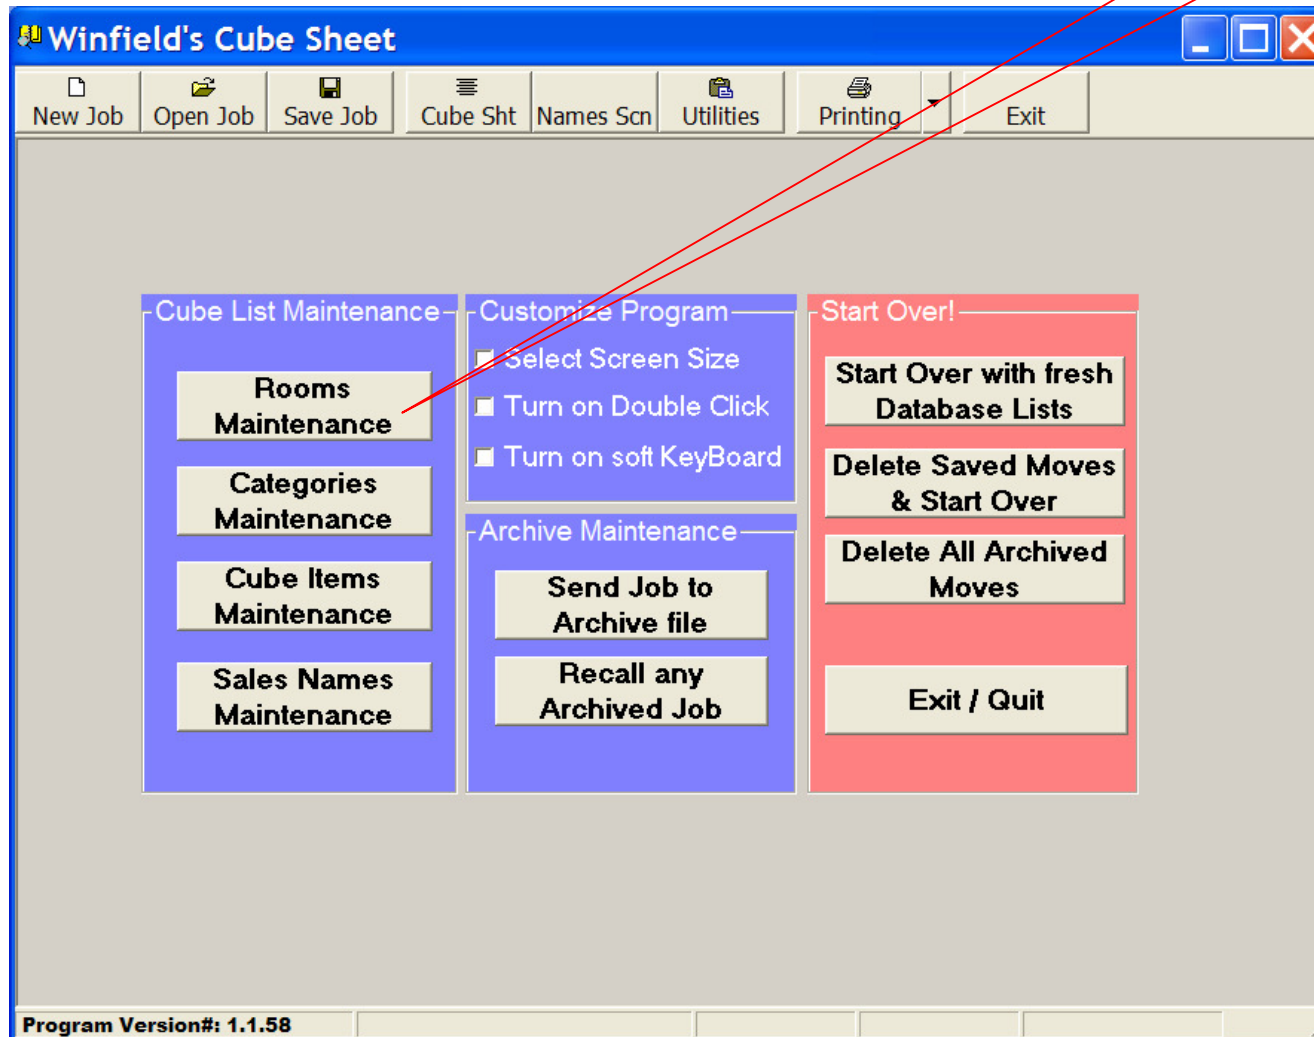 Winfield's Cube Sheet
New Job Open Job Save Job Cube Sht Names Scn Utilities Printing Exit
Cube List Maintenance
Rooms
Maintenance
Categories
Maintenance
Cube Items
Maintenance
Sales Names
Maintenance
Customize Program
Select Screen Size
Turn on Double Click
Turn on soft KeyBoard
Archive Maintenance
Send Job to
Archive file
Recall any
Archived Job
Start Over!
Start Over with fresh
Database Lists
Delete Saved Moves
& Start Over
Delete All Archived
Moves
Exit / Quit
Program Version#: 1.1.58